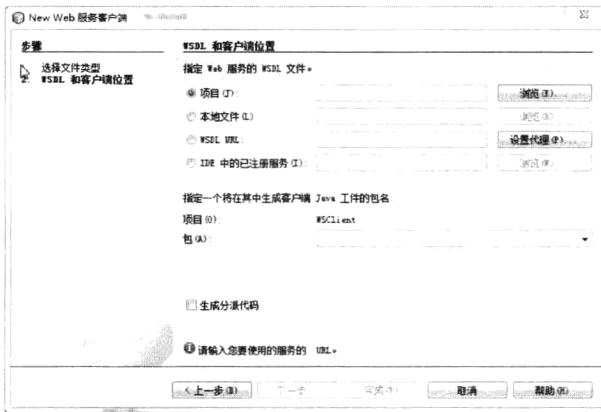 New Web 服务客户端
步骤
选择文件类型
2. WSDL 和客户端位置
WSDL 和客户端位置
指定 Web 服务的 WSDL 文件。
项目(J):
浏览(E)...
本地文件(L)
浏览(W)
WSDL URL:
设置代理(P)...
IDE 中的已注册服务(I):
浏览(W)
指定一个将在其中生成客户端 Java 工件的包名
项目(O):
WSClient
包(A):
生成分派代码
请输入您要使用的服务的 URL。
< 上一步(B)
下一步
完成(F)
取消
帮助(H)